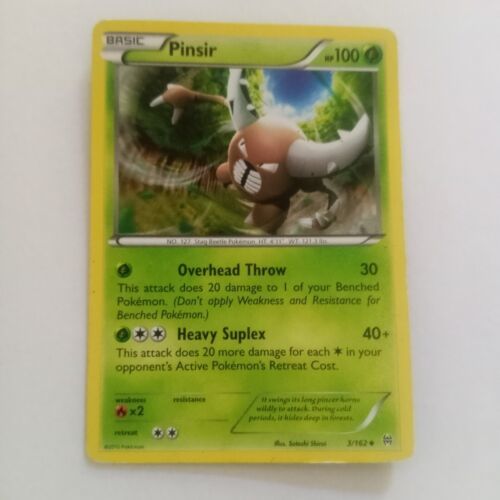 BASIC
Pinsir
HP100
NO. 127 Stag Beetle Pokémon HT: 4'11" WT: 121.3 lbs.
Overhead Throw 30
This attack does 20 damage to 1 of your Benched
Pokémon. (Don't apply Weakness and Resistance for
Benched Pokémon.)
Heavy Suplex 40+
This attack does 20 more damage for each in your
opponent's Active Pokémon's Retreat Cost.
weakness resistance
×2
retreat
It swings its long pincer horns
wildly to attack. During cold
periods, it hides deep in forests.
©2015 Pokémon
Illus. Satoshi Shirai
3/162